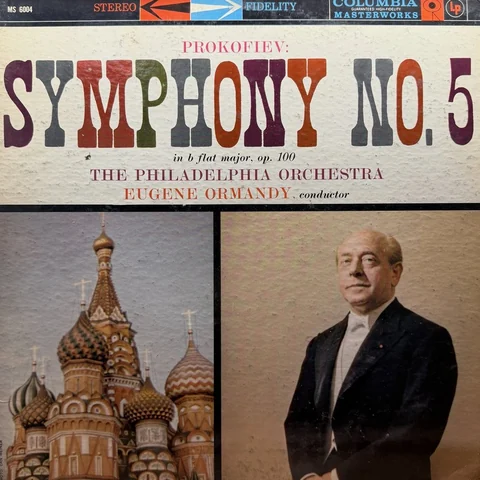 MS 6004
STEREO FIDELITY
COLUMBIA
GUARANTEED HIGH-FIDELITY
MASTERWORKS
Lp
PROKOFIEV:
SYMPHONY NO. 5
in b flat major, op. 100
THE PHILADELPHIA ORCHESTRA
EUGENE ORMANDY, conductor